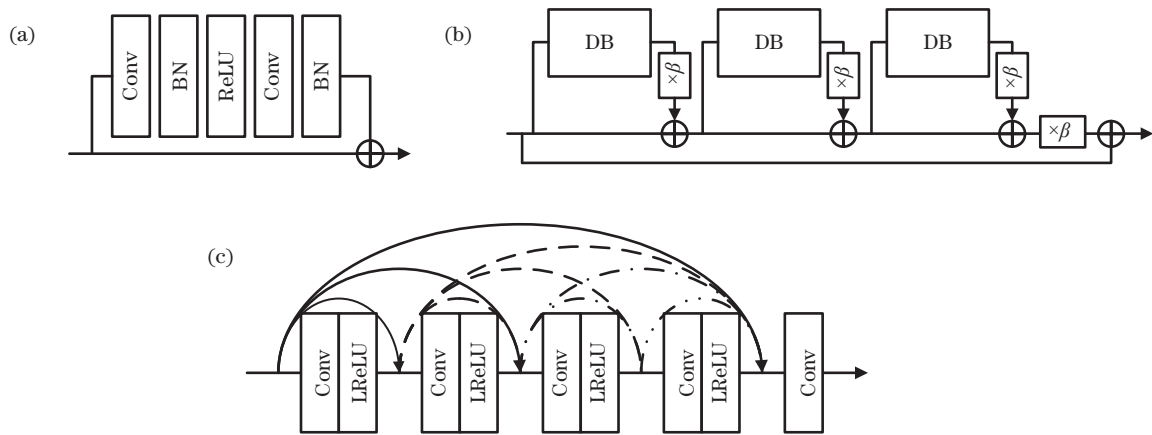 (a)
Conv
BN
ReLU
Conv
BN
(b)
DB
×β
DB
×β
DB
×β
×β
(c)
Conv
LReLU
Conv
LReLU
Conv
LReLU
Conv
LReLU
Conv